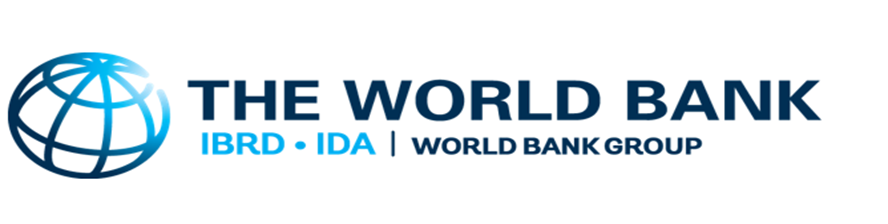 THE WORLD BANK
IBRD • IDA | WORLD BANK GROUP